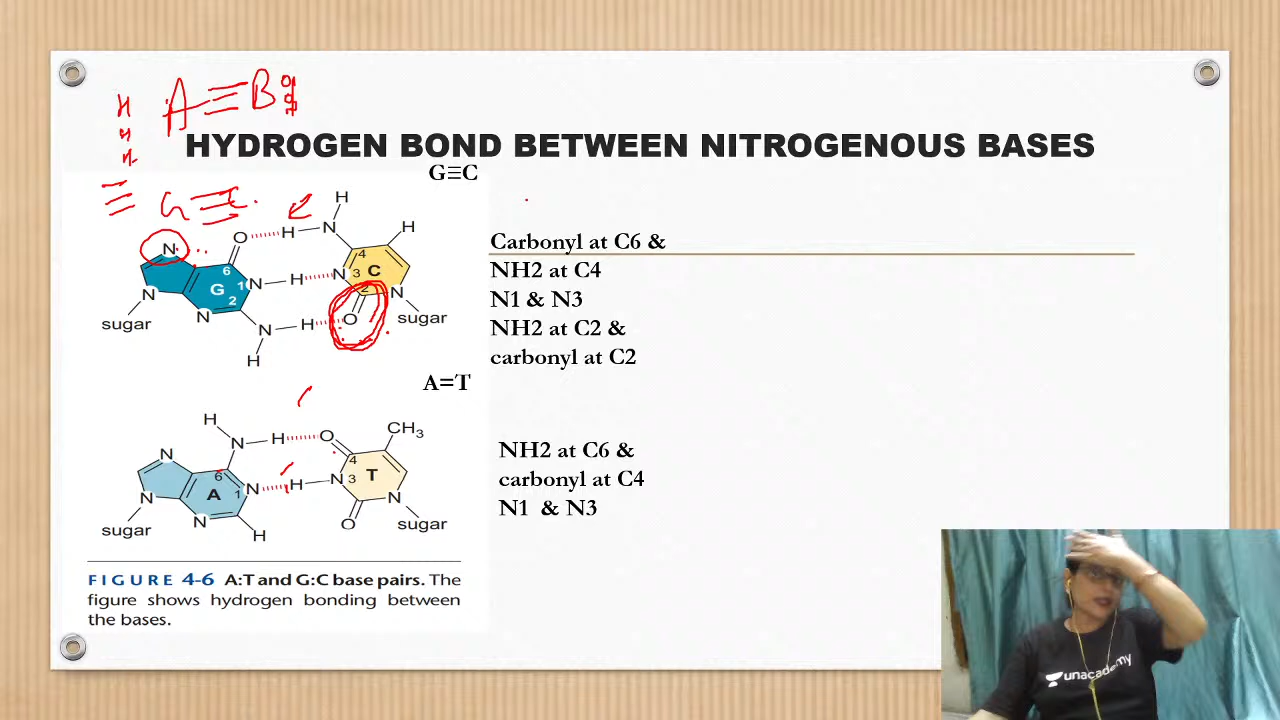 A≡B
H
HYDROGEN BOND BETWEEN NITROGENOUS BASES
G≡C
G≡C
H
O H N H
N
6 4
N 1 H N 3 C
G
2 2
N N N
sugar N H O sugar
H
Carbonyl at C6 &
NH2 at C4
N1 & N3
NH2 at C2 &
carbonyl at C2
A=T
H
N H O CH3
N
6 4
A 1 N H N 3 T
N N N
sugar H O sugar
NH2 at C6 &
carbonyl at C4
N1 & N3
FIGURE 4-6 A:T and G:C base pairs. The
figure shows hydrogen bonding between
the bases.
unacademy